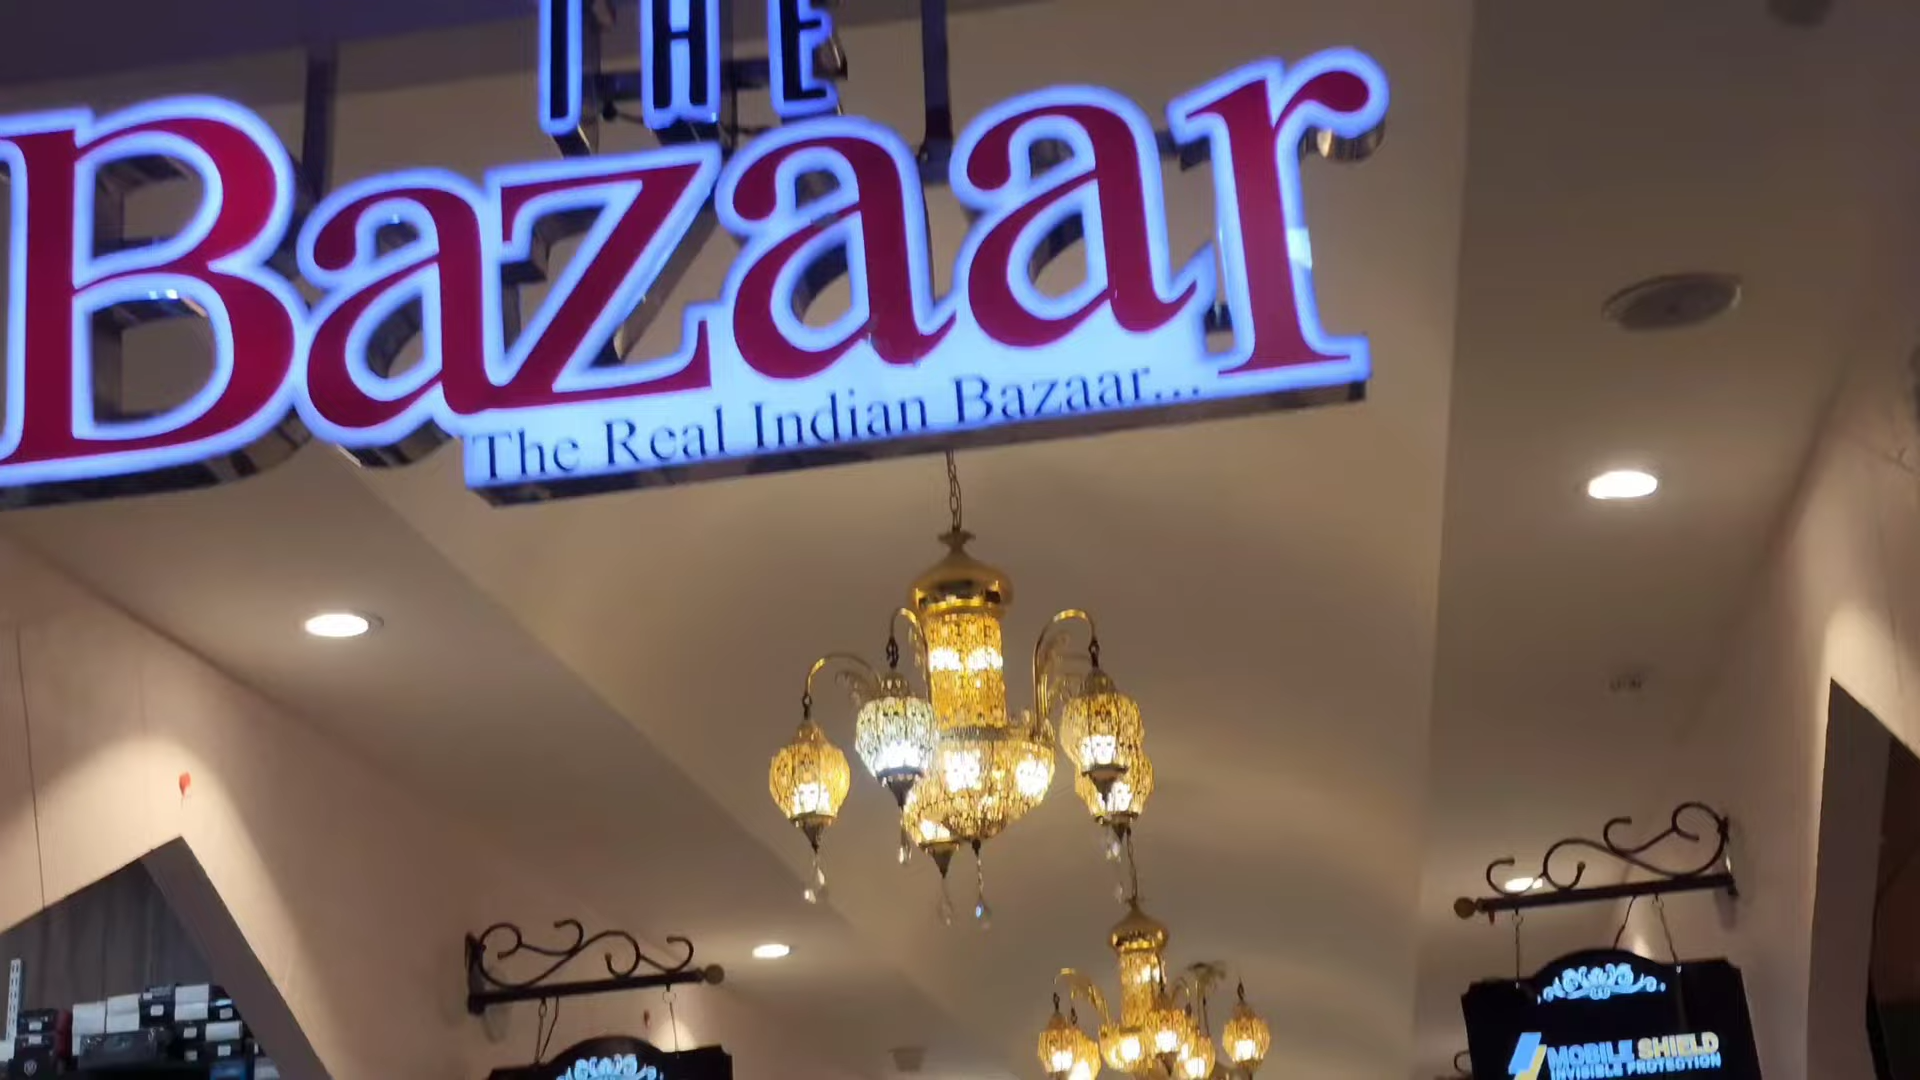 THE
Bazaar
The Real Indian Bazaar...
MOBILE SHIELD
INVISIBLE PROTECTION